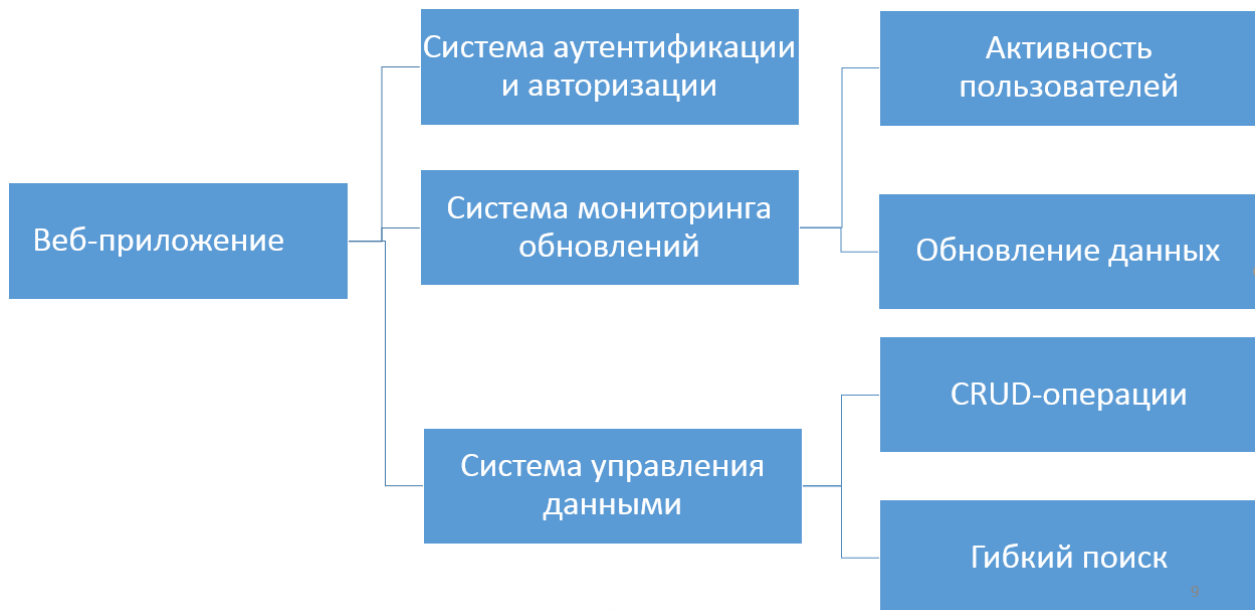 Система аутентификации
и авторизации
Активность
пользователей
Веб-приложение
Система мониторинга
обновлений
Обновление данных
CRUD-операции
Система управления
данными
Гибкий поиск
9